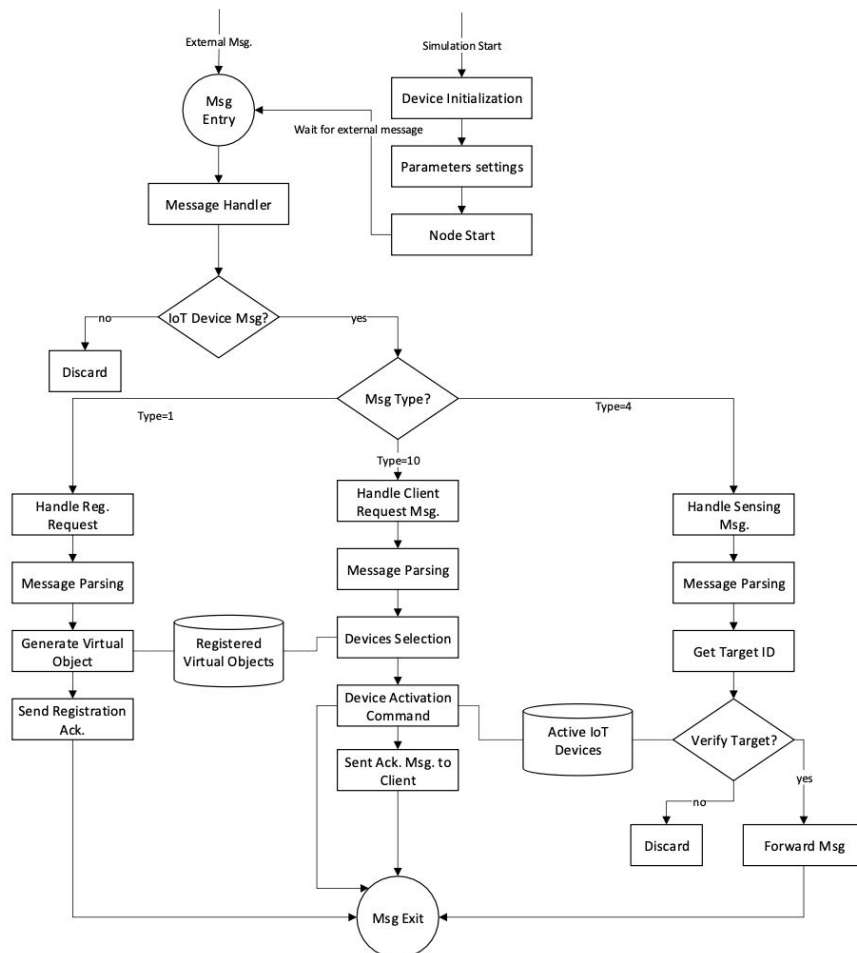 External Msg.
Simulation Start
Msg
Entry
Device Initialization
Wait for external message
Parameters settings
Message Handler
Node Start
IoT Device Msg?
no
yes
Discard
Msg Type?
Type=1
Type=10
Type=4
Handle Reg.
Request
Handle Client
Request Msg.
Handle Sensing
Msg.
Message Parsing
Message Parsing
Message Parsing
Generate Virtual
Object
Registered
Virtual Objects
Devices Selection
Get Target ID
Send Registration
Ack.
Device Activation
Command
Active IoT
Devices
Verify Target?
Sent Ack. Msg. to
Client
no
yes
Discard
Forward Msg
Msg Exit